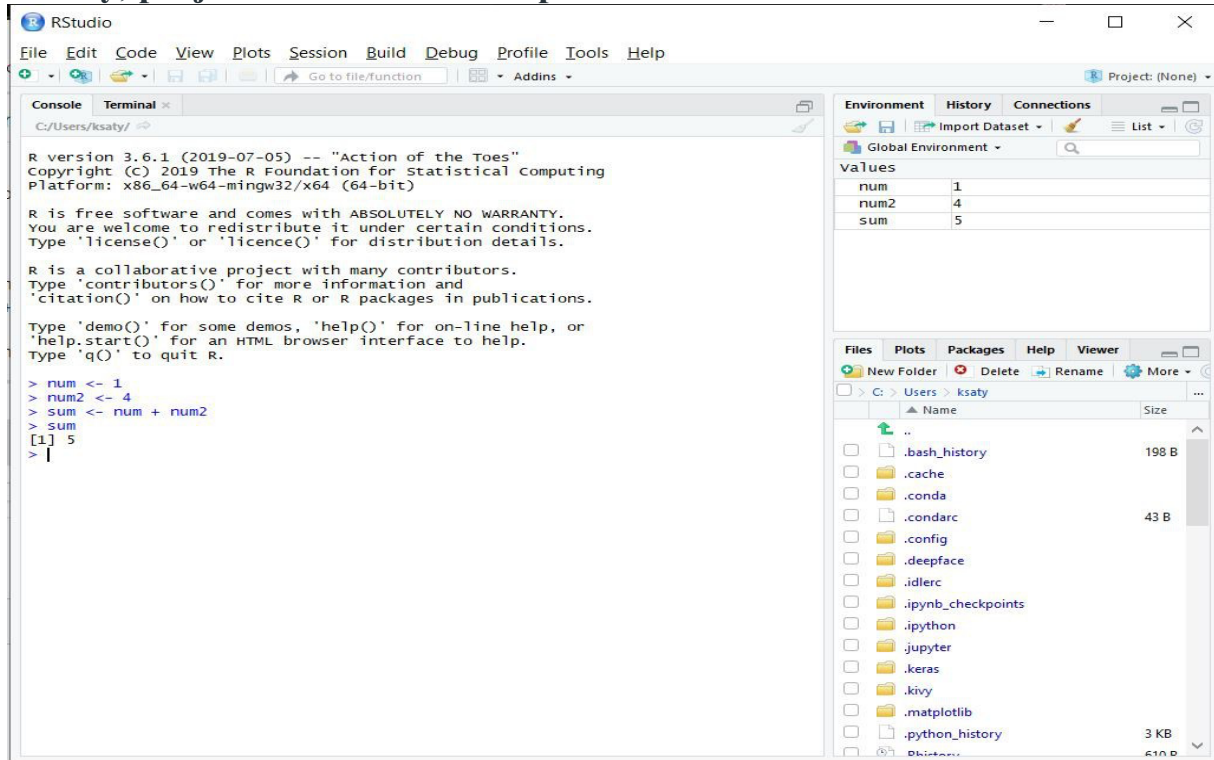 RStudio
File Edit Code View Plots Session Build Debug Profile Tools Help
Go to file/function Addins Project: (None)
Console Terminal
C:/Users/ksaty/
R version 3.6.1 (2019-07-05) -- "Action of the Toes"
Copyright (C) 2019 The R Foundation for Statistical Computing
Platform: x86_64-w64-mingw32/x64 (64-bit)
R is free software and comes with ABSOLUTELY NO WARRANTY.
You are welcome to redistribute it under certain conditions.
Type 'license()' or 'licence()' for distribution details.
R is a collaborative project with many contributors.
Type 'contributors()' for more information and
'citation()' on how to cite R or R packages in publications.
Type 'demo()' for some demos, 'help()' for on-line help, or
'help.start()' for an HTML browser interface to help.
Type 'q()' to quit R.
> num <- 1
> num2 <- 4
> sum <- num + num2
> sum
[1] 5
>
Environment History Connections
Import Dataset List
Global Environment
Values
num 1
num2 4
sum 5
Files Plots Packages Help Viewer
New Folder Delete Rename More
C: > Users > ksaty ...
Name Size
..
.bash_history 198 B
.cache
.conda
.condarc 43 B
.config
.deepface
.idlerc
.ipynb_checkpoints
.ipython
.jupyter
.keras
.kivy
.matplotlib
.python_history 3 KB